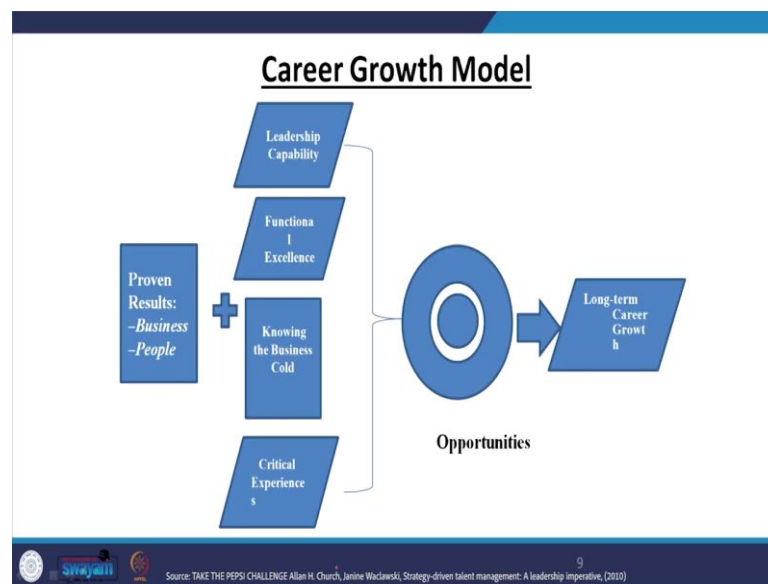 Career Growth Model
Leadership
Capability
Functiona
l
Excellence
Proven
Results:
–Business
–People
Knowing
the Business
Cold
Critical
Experience
s
Opportunities
Long-term
Career
Growt
h
9
swayam
Source: TAKE THE PEPSI CHALLENGE Allan H. Church, Janine Waclawski, Strategy-driven talent management: A leadership imperative, (2010)